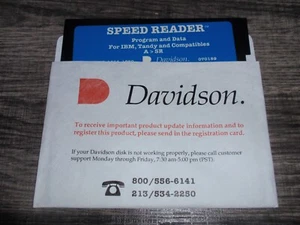 SPEED READER™
Program and Data
For IBM, Tandy and Compatibles
Davidson.
Davidson.
To receive important product update information and to
register this product, please send in the registration card.
If your Davidson disk is not working properly, please call customer
support Monday through Friday, 7:30 am-5:00 pm (PST).
800/556-6141
213/534-2250